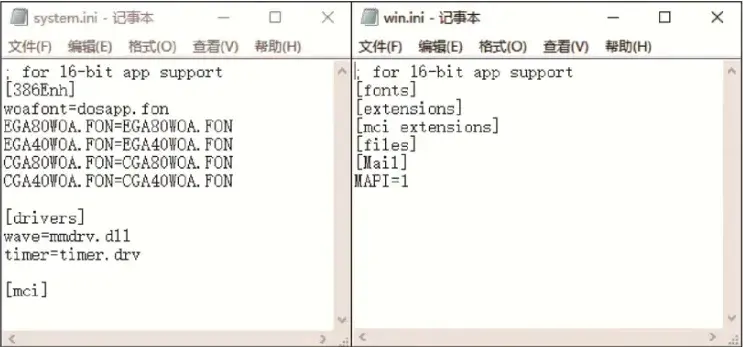 system.ini - 记事本
文件(F) 编辑(E) 格式(O) 查看(V) 帮助(H)
; for 16-bit app support
[386Enh]
woafont=dosapp.fon
EGA80WOA.FON=EGA80WOA.FON
EGA40WOA.FON=EGA40WOA.FON
CGA80WOA.FON=CGA80WOA.FON
CGA40WOA.FON=CGA40WOA.FON
[drivers]
wave=mmdrv.dll
timer=timer.drv
[mci]
win.ini - 记事本
文件(F) 编辑(E) 格式(O) 查看(V) 帮助(H)
; for 16-bit app support
[fonts]
[extensions]
[mci extensions]
[files]
[Mail]
MAPI=1